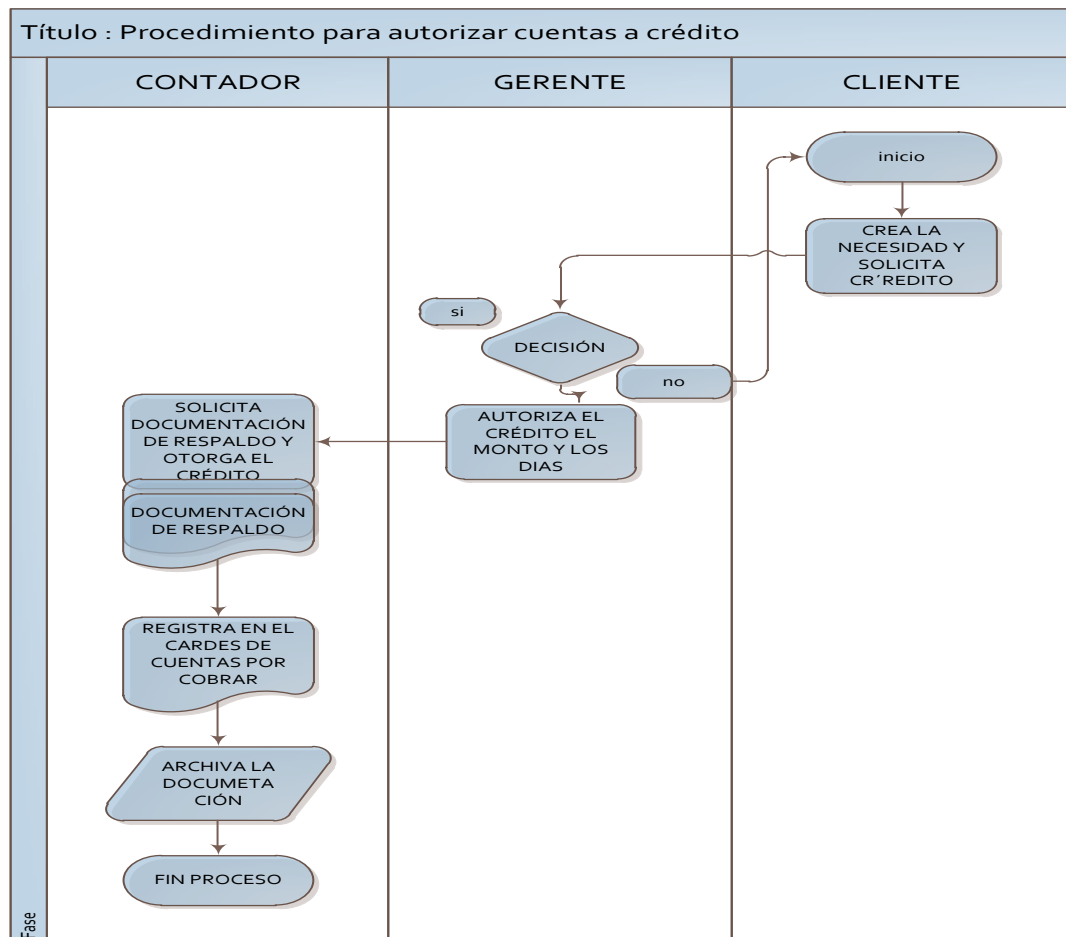 Título : Procedimiento para autorizar cuentas a crédito
CONTADOR
GERENTE
CLIENTE
inicio
CREA LA
NECESIDAD Y
SOLICITA
CR´REDITO
si
DECISIÓN
no
AUTORIZA EL
CRÉDITO EL
MONTO Y LOS
DIAS
SOLICITA
DOCUMENTACIÓN
DE RESPALDO Y
OTORGA EL
CRÉDITO
DOCUMENTACIÓN
DE RESPALDO
REGISTRA EN EL
CARDES DE
CUENTAS POR
COBRAR
ARCHIVA LA
DOCUMETA
CIÓN
FIN PROCESO
Fase